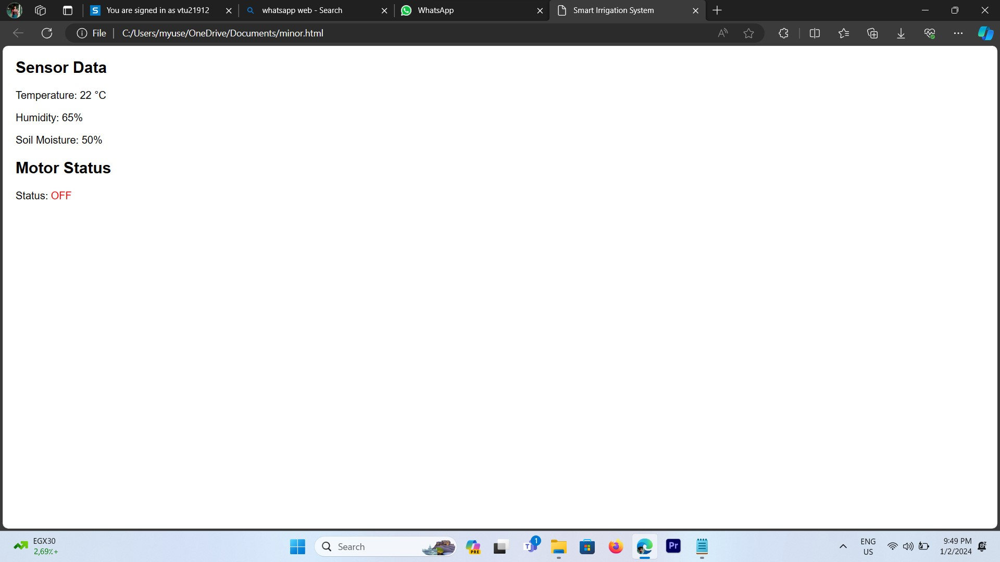 You are signed in as vtu21912
whatsapp web - Search
WhatsApp
Smart Irrigation System
File
C:/Users/myuse/OneDrive/Documents/minor.html
Sensor Data
Temperature: 22 °C
Humidity: 65%
Soil Moisture: 50%
Motor Status
Status: OFF
EGX30
2,69٪+
Search
PRE
T
1
Pr
ENG
US
9:49 PM
1/2/2024